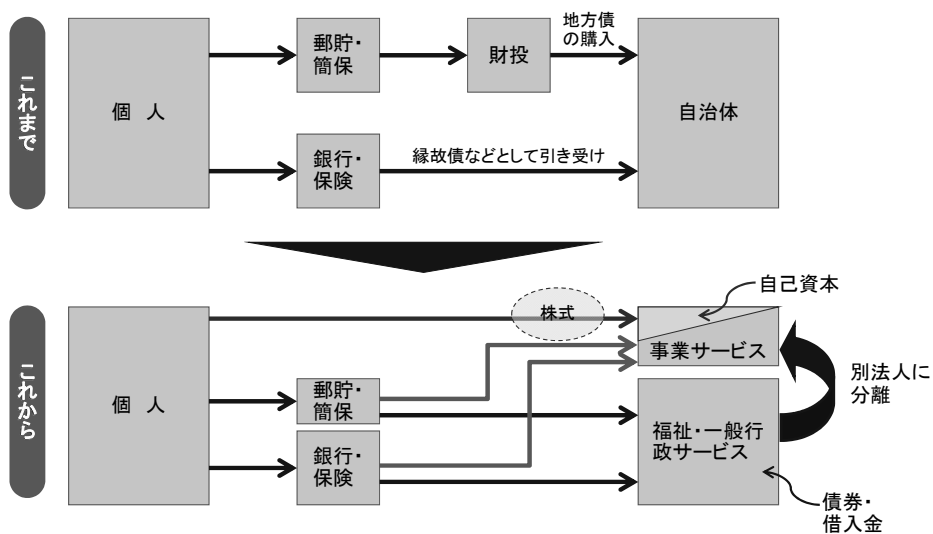 これまで
個 人
郵貯・
簡保
財投
地方債
の購入
自治体
銀行・
保険
縁故債などとして引き受け
これから
個 人
株式
自己資本
事業サービス
別法人に
分離
郵貯・
簡保
銀行・
保険
福祉・一般行
政サービス
債券・
借入金